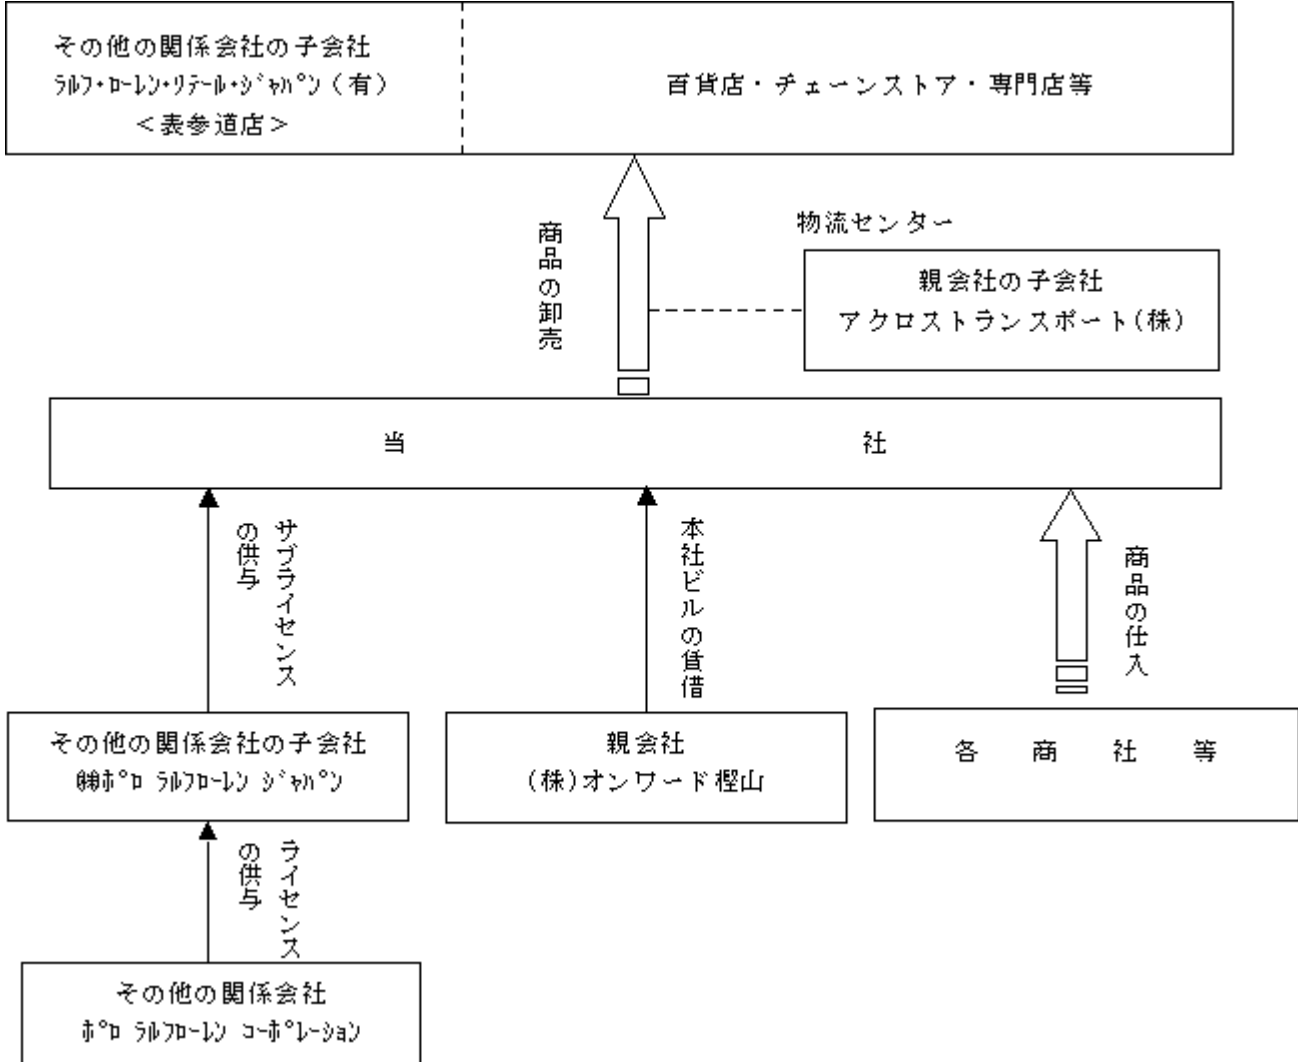 その他の関係会社の子会社
ﾗﾙﾌ・ﾛｰﾚﾝ・ﾘﾃｰﾙ・ｼﾞｬﾊﾟﾝ（有）
＜表参道店＞
百貨店・チェーンストア・専門店等
商品の卸売
物流センター
親会社の子会社
アクロストランスポート(株)
当　社
サブライセンス
の供与
本社ビルの賃借
商品の仕入
その他の関係会社の子会社
㈱ﾎﾟﾛ ﾗﾙﾌﾛｰﾚﾝ ｼﾞｬﾊﾟﾝ
親会社
(株)オンワード樫山
各　商　社　等
ライセンス
の供与
その他の関係会社
ﾎﾟﾛ ﾗﾙﾌﾛｰﾚﾝ ｺｰﾎﾟﾚｰｼｮﾝ